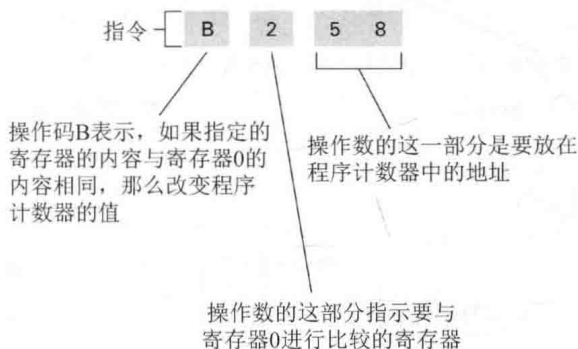 指令
B 2 5 8
操作码B表示，如果指定的
寄存器的内容与寄存器0的
内容相同，那么改变程序
计数器的值
操作数的这一部分是要放在
程序计数器中的地址
操作数的这部分指示要与
寄存器0进行比较的寄存器